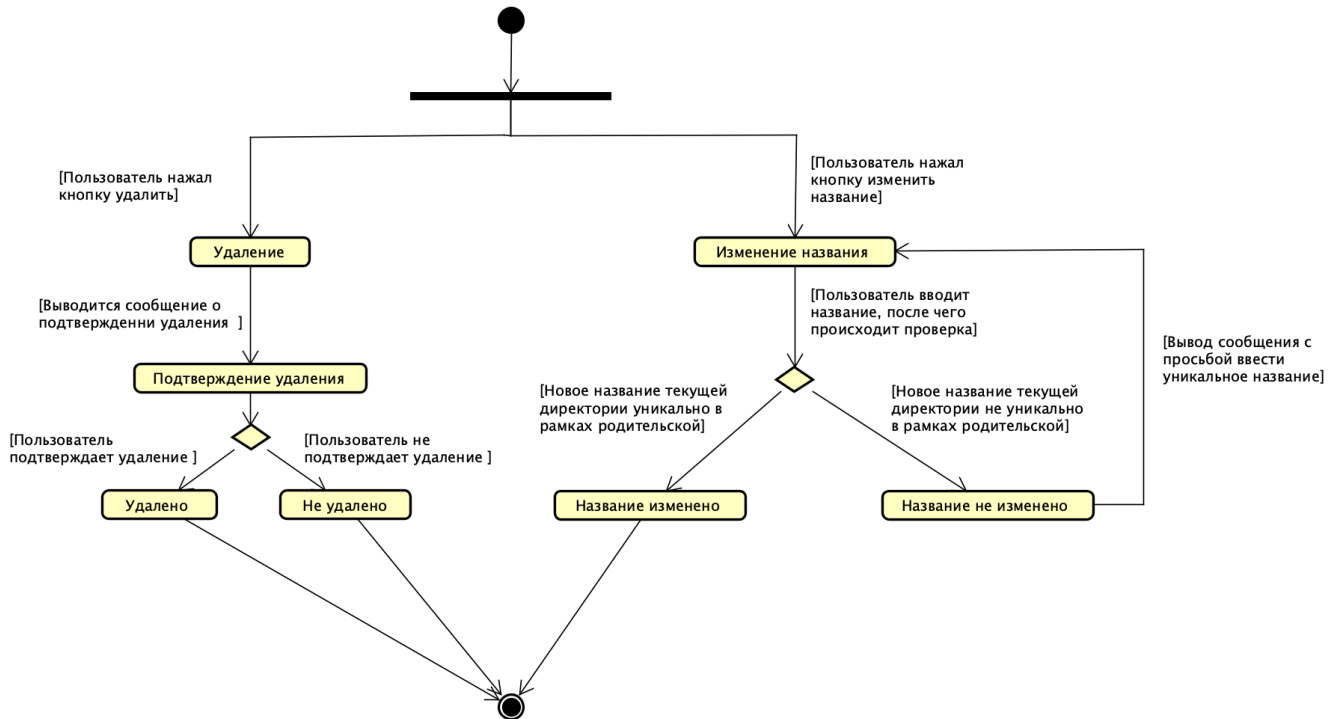 [Пользователь нажал
кнопку удалить]
[Пользователь нажал
кнопку изменить
название]
Удаление
Изменение названия
[Выводится сообщение о
подтвержденни удаления  ]
[Пользователь вводит
название, после чего
происходит проверка]
[Вывод сообщения с
просьбой ввести
уникальное название]
Подтверждение удаления
[Новое название текущей
директории уникально в
рамках родительской]
[Новое название текущей
директории не уникально
в рамках родительской]
[Пользователь
подтверждает удаление ]
[Пользователь не
подтверждает удаление ]
Удалено
Не удалено
Название изменено
Название не изменено